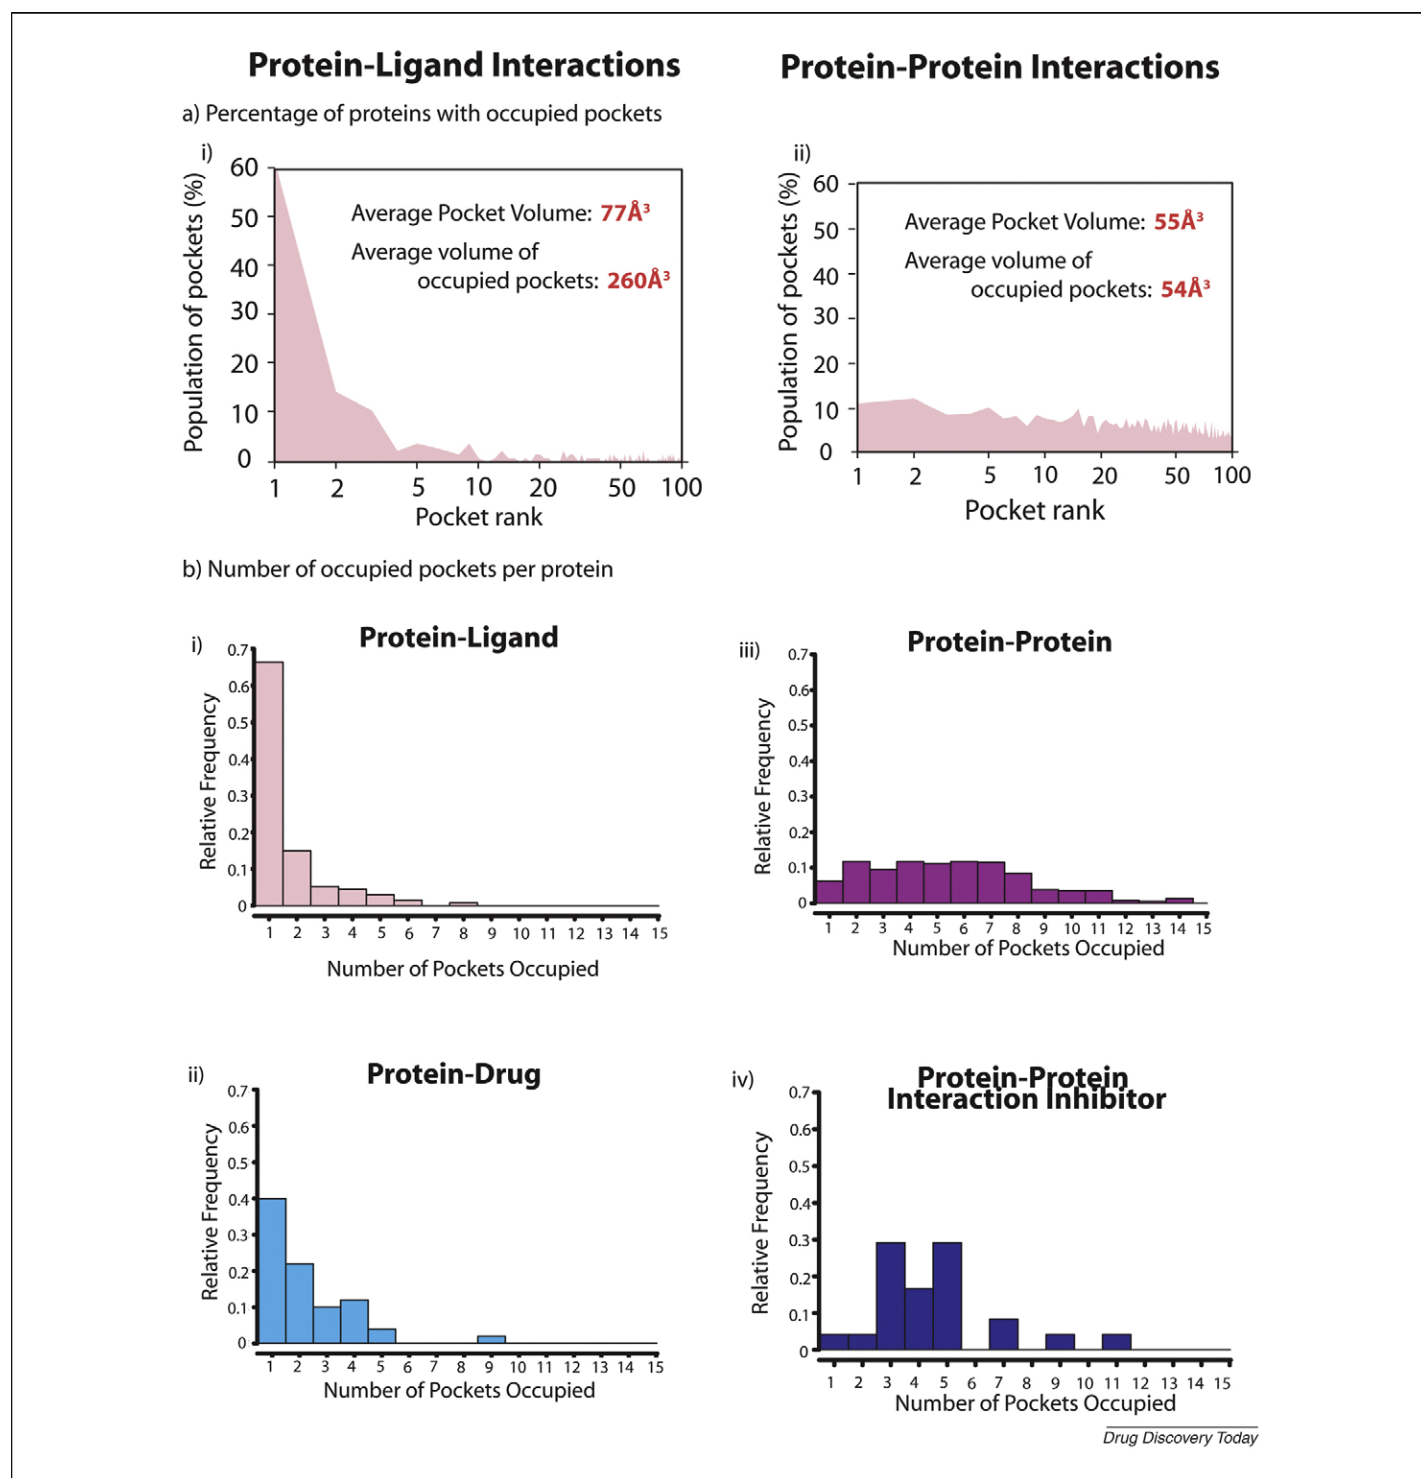 Protein-Ligand Interactions
Protein-Protein Interactions
a) Percentage of proteins with occupied pockets
i)
Population of pockets (%)
60
50
40
30
20
10
0
Average Pocket Volume: 77Å³
Average volume of
occupied pockets: 260Å³
1 2 5 10 20 50 100
Pocket rank
ii)
Population of pockets (%)
60
50
40
30
20
10
0
Average Pocket Volume: 55Å³
Average volume of
occupied pockets: 54Å³
1 2 5 10 20 50 100
Pocket rank
b) Number of occupied pockets per protein
i)
Protein-Ligand
Relative Frequency
0.7
0.6
0.5
0.4
0.3
0.2
0.1
0
1 2 3 4 5 6 7 8 9 10 11 12 13 14 15
Number of Pockets Occupied
iii)
Protein-Protein
Relative Frequency
0.7
0.6
0.5
0.4
0.3
0.2
0.1
0
1 2 3 4 5 6 7 8 9 10 11 12 13 14 15
Number of Pockets Occupied
ii)
Protein-Drug
Relative Frequency
0.7
0.6
0.5
0.4
0.3
0.2
0.1
0
1 2 3 4 5 6 7 8 9 10 11 12 13 14 15
Number of Pockets Occupied
iv)
Protein-Protein
Interaction Inhibitor
Relative Frequency
0.7
0.6
0.5
0.4
0.3
0.2
0.1
0
1 2 3 4 5 6 7 8 9 10 11 12 13 14 15
Number of Pockets Occupied
Drug Discovery Today